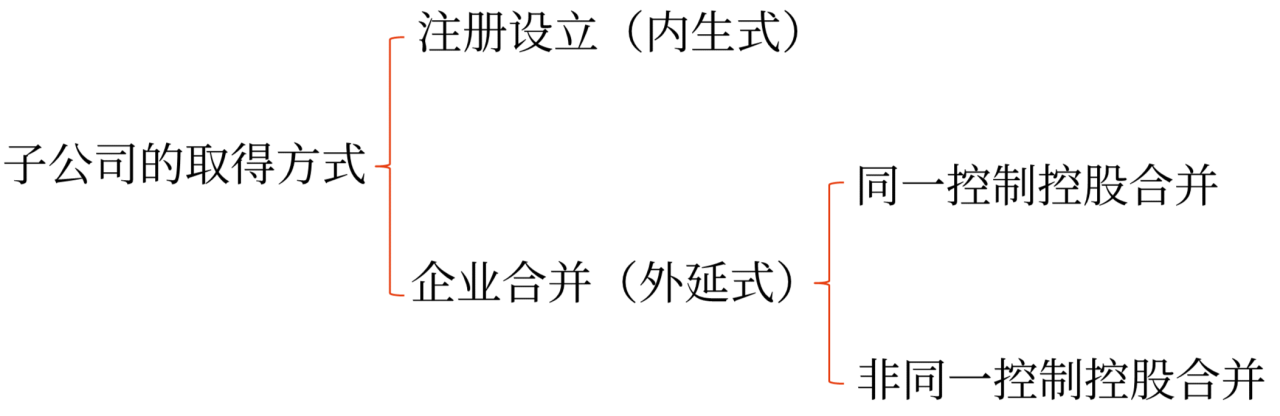 注册设立（内生式）
子公司的取得方式
同一控制控股合并
企业合并（外延式）
非同一控制控股合并